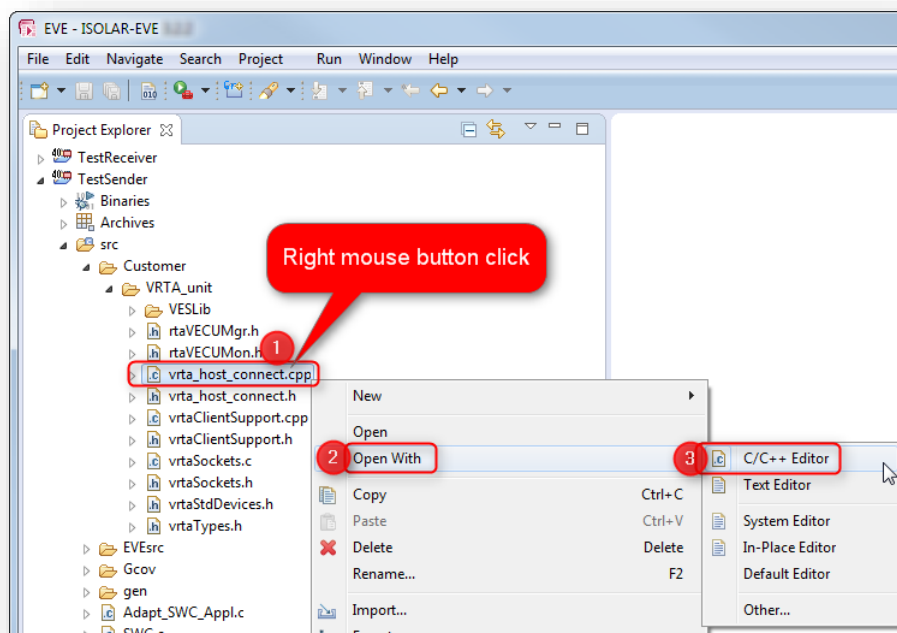 EVE - ISOLAR-EVE
File Edit Navigate Search Project Run Window Help
Project Explorer
TestReceiver
TestSender
Binaries
Archives
src
Customer
VRTA_unit
VESLib
rtaVECUMgr.h
rtaVECUMon.h
vrta_host_connect.cpp
vrta_host_connect.h
vrtaClientSupport.cpp
vrtaClientSupport.h
vrtaSockets.c
vrtaSockets.h
vrtaStdDevices.h
vrtaTypes.h
EVEsrc
Gcov
gen
Adapt_SWC_Appl.c
Right mouse button click
1
New
Open
2 Open With
Copy Ctrl+C
Paste Ctrl+V
Delete Delete
Rename... F2
Import...
3 C/C++ Editor
Text Editor
System Editor
In-Place Editor
Default Editor
Other...